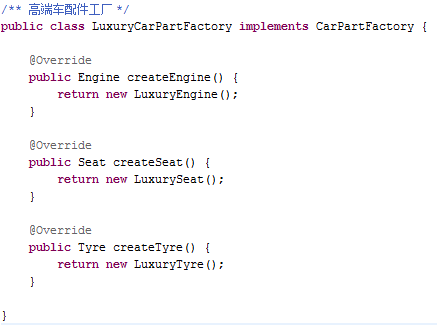 /** 高端车配件工厂 */
public class LuxuryCarPartFactory implements CarPartFactory {
@Override
public Engine createEngine() {
return new LuxuryEngine();
}
@Override
public Seat createSeat() {
return new LuxurySeat();
}
@Override
public Tyre createTyre() {
return new LuxuryTyre();
}
}